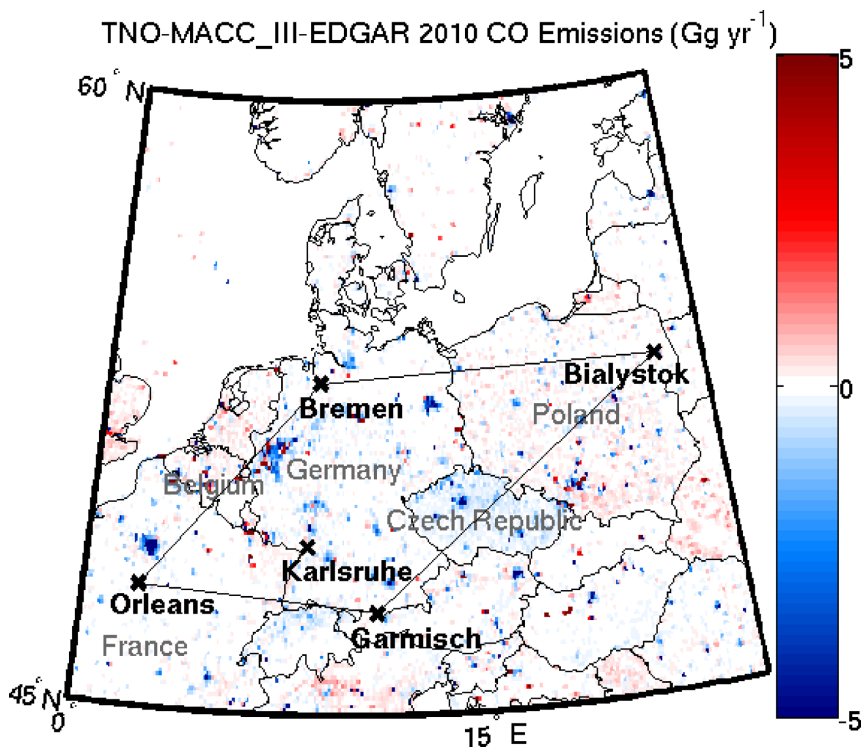 TNO-MACC_III-EDGAR 2010 CO Emissions (Gg yr⁻¹)
60° N
5
0
-5
Bialystok
Bremen
Poland
Germany
Belgium
Czech Republic
Karlsruhe
Orleans
Garmisch
France
45° N
0°
15° E